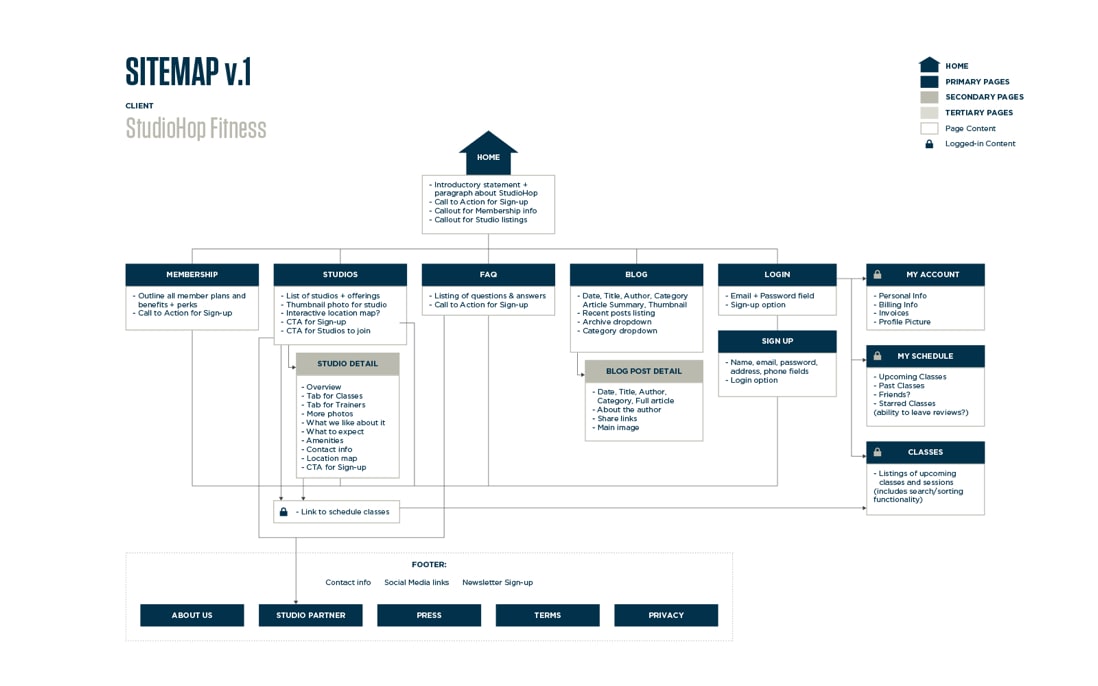 SITEMAP v.1
CLIENT
StudioHop Fitness
HOME
PRIMARY PAGES
SECONDARY PAGES
TERTIARY PAGES
Page Content
Logged-in Content
HOME
- Introductory statement +
paragraph about StudioHop
- Call to Action for Sign-up
- Callout for Membership info
- Callout for Studio listings
MEMBERSHIP
- Outline all member plans and
benefits + perks
- Call to Action for Sign-up
STUDIOS
- List of studios + offerings
- Thumbnail photo for studio
- Interactive location map?
- CTA for Sign-up
- CTA for Studios to join
STUDIO DETAIL
- Overview
- Tab for Classes
- Tab for Trainers
- More photos
- What we like about it
- What to expect
- Amenities
- Contact info
- Location map
- CTA for Sign-up
- Link to schedule classes
FAQ
- Listing of questions & answers
- Call to Action for Sign-up
BLOG
- Date, Title, Author, Category
Article Summary, Thumbnail
- Recent posts listing
- Archive dropdown
- Category dropdown
BLOG POST DETAIL
- Date, Title, Author,
Category, Full article
- About the author
- Share links
- Main image
LOGIN
- Email + Password field
- Sign-up option
SIGN UP
- Name, email, password,
address, phone fields
- Login option
MY ACCOUNT
- Personal Info
- Billing Info
- Invoices
- Profile Picture
MY SCHEDULE
- Upcoming Classes
- Past Classes
- Friends?
- Starred Classes
(ability to leave reviews?)
CLASSES
- Listings of upcoming
classes and sessions
(includes search/sorting
functionality)
FOOTER:
Contact info Social Media links Newsletter Sign-up
ABOUT US
STUDIO PARTNER
PRESS
TERMS
PRIVACY